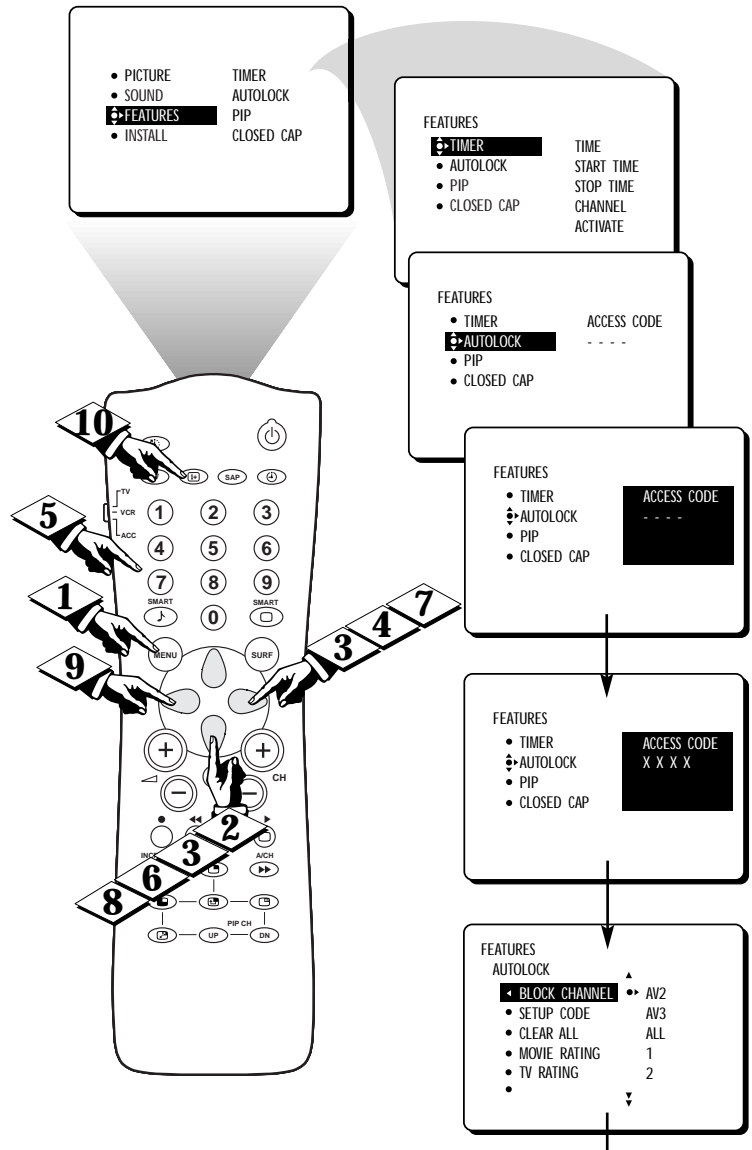 • PICTURE TIMER
• SOUND AUTOLOCK
FEATURES PIP
• INSTALL CLOSED CAP
FEATURES
TIMER TIME
• AUTOLOCK START TIME
• PIP STOP TIME
• CLOSED CAP CHANNEL
ACTIVATE
FEATURES
• TIMER ACCESS CODE
AUTOLOCK - - - -
• PIP
• CLOSED CAP
FEATURES
• TIMER ACCESS CODE
AUTOLOCK - - - -
• PIP
• CLOSED CAP
FEATURES
• TIMER ACCESS CODE
AUTOLOCK X X X X
• PIP
• CLOSED CAP
FEATURES
AUTOLOCK
BLOCK CHANNEL AV2
• SETUP CODE AV3
• CLEAR ALL ALL
• MOVIE RATING 1
• TV RATING 2
•
10
SAP
TV
VCR
ACC
1 2 3
5
4 5 6
7 8 9
SMART SMART
0
1
MENU SURF
3 4 7
9
+ +
− −
CH
2
3
6
8
A/CH
PIP CH
UP DN